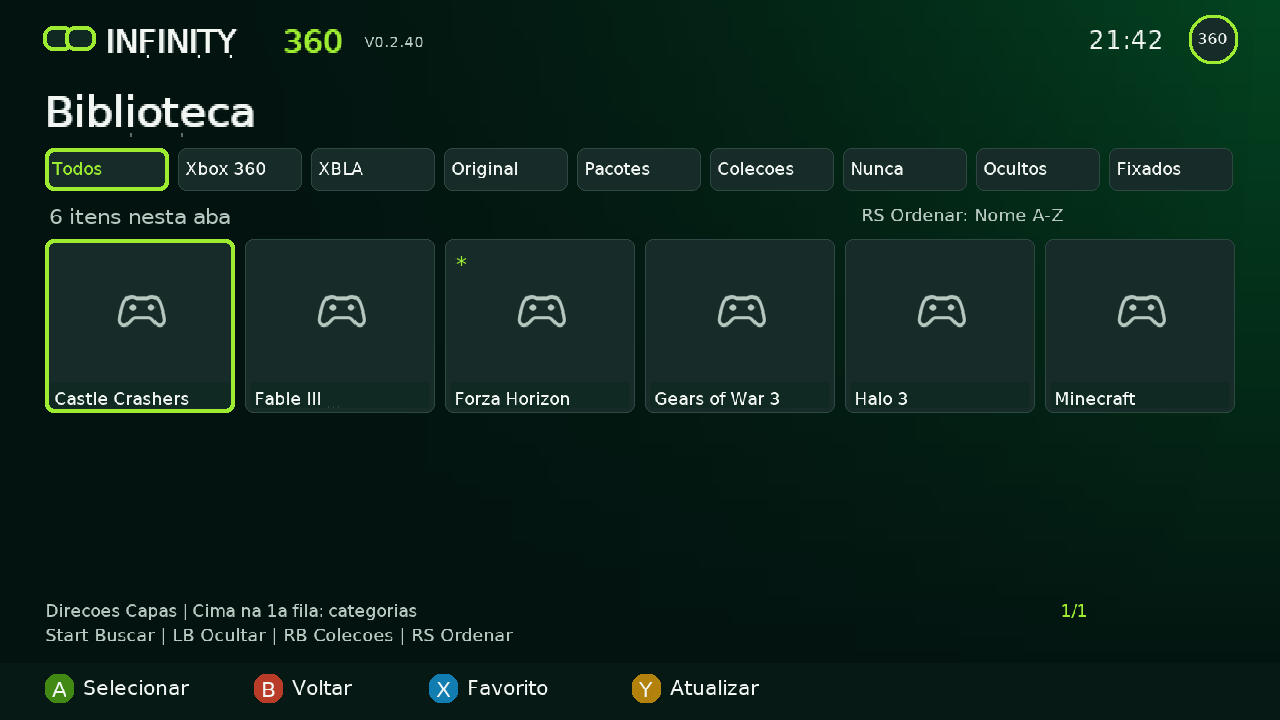 INFINITY 360 V0.2.40 21:42 360
Biblioteca
Todos Xbox 360 XBLA Original Pacotes Colecoes Nunca Ocultos Fixados
6 itens nesta aba RS Ordenar: Nome A-Z
*
Castle Crashers Fable III Forza Horizon Gears of War 3 Halo 3 Minecraft
Direcoes Capas | Cima na 1a fila: categorias 1/1
Start Buscar | LB Ocultar | RB Colecoes | RS Ordenar
A Selecionar B Voltar X Favorito Y Atualizar